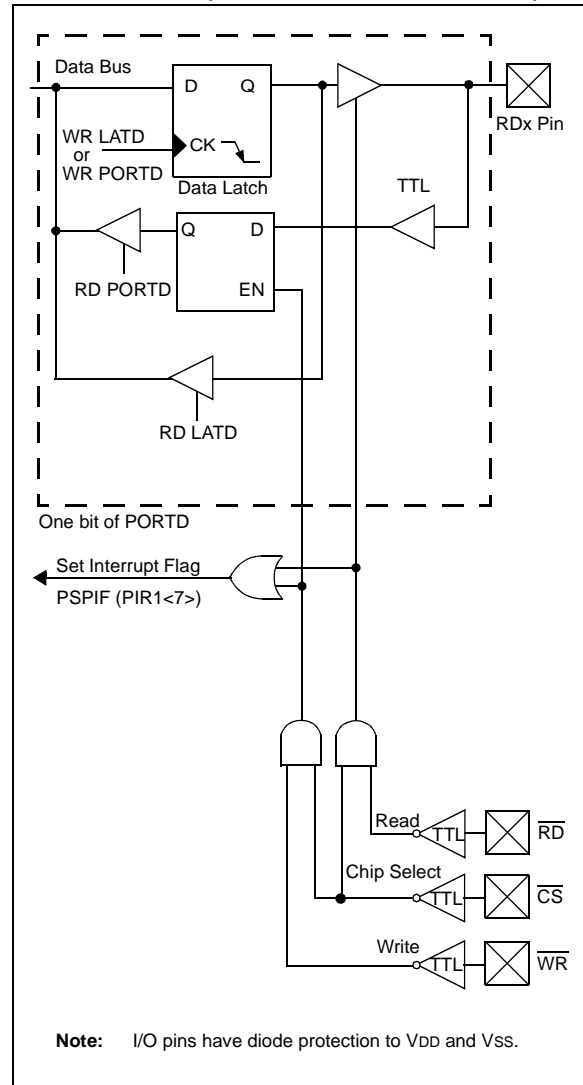 Data Bus
D Q
RDx Pin
WR LATD
or
WR PORTD
CK
Data Latch
TTL
Q D
RD PORTD
EN
RD LATD
One bit of PORTD
Set Interrupt Flag
PSPIF (PIR1<7>)
Read
TTL
RD
Chip Select
TTL
CS
Write
TTL
WR
Note: I/O pins have diode protection to VDD and VSS.